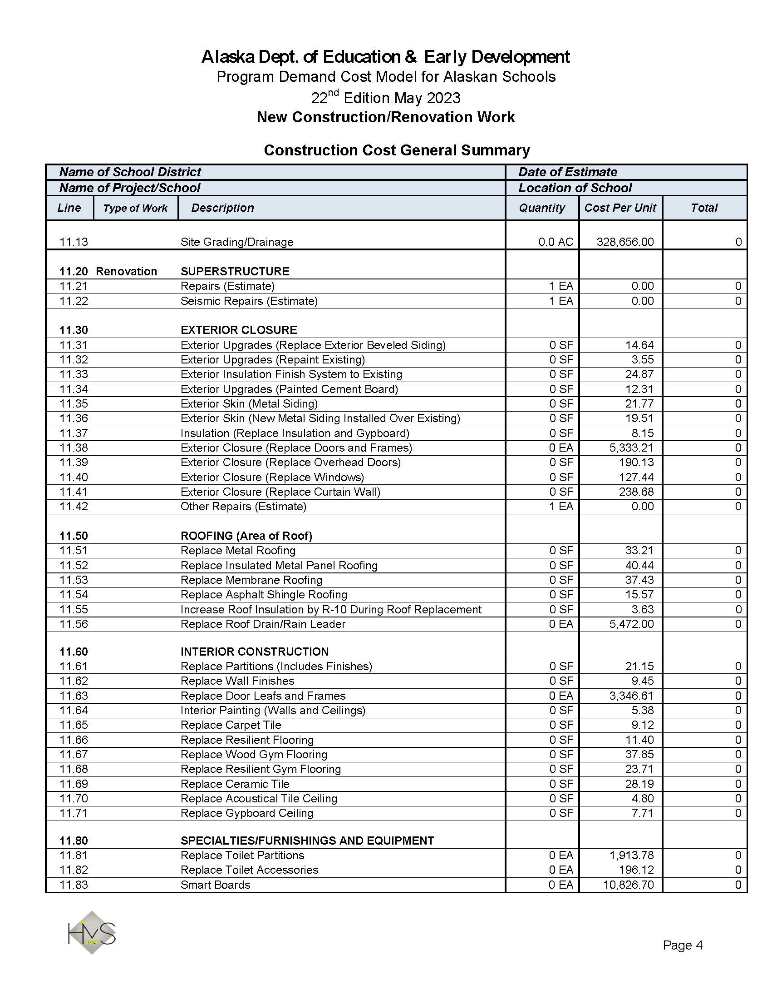 Alaska Dept. of Education & Early Development
Program Demand Cost Model for Alaskan Schools
22nd Edition May 2023
New Construction/Renovation Work
Construction Cost General Summary
Name of School District Date of Estimate
Name of Project/School Location of School
Line Type of Work Description Quantity Cost Per Unit Total
11.13 Site Grading/Drainage 0.0 AC 328,656.00 0
11.20 Renovation SUPERSTRUCTURE
11.21 Repairs (Estimate) 1 EA 0.00 0
11.22 Seismic Repairs (Estimate) 1 EA 0.00 0
11.30 EXTERIOR CLOSURE
11.31 Exterior Upgrades (Replace Exterior Beveled Siding) 0 SF 14.64 0
11.32 Exterior Upgrades (Repaint Existing) 0 SF 3.55 0
11.33 Exterior Insulation Finish System to Existing 0 SF 24.87 0
11.34 Exterior Upgrades (Painted Cement Board) 0 SF 12.31 0
11.35 Exterior Skin (Metal Siding) 0 SF 21.77 0
11.36 Exterior Skin (New Metal Siding Installed Over Existing) 0 SF 19.51 0
11.37 Insulation (Replace Insulation and Gypboard) 0 SF 8.15 0
11.38 Exterior Closure (Replace Doors and Frames) 0 EA 5,333.21 0
11.39 Exterior Closure (Replace Overhead Doors) 0 SF 190.13 0
11.40 Exterior Closure (Replace Windows) 0 SF 127.44 0
11.41 Exterior Closure (Replace Curtain Wall) 0 SF 238.68 0
11.42 Other Repairs (Estimate) 1 EA 0.00 0
11.50 ROOFING (Area of Roof)
11.51 Replace Metal Roofing 0 SF 33.21 0
11.52 Replace Insulated Metal Panel Roofing 0 SF 40.44 0
11.53 Replace Membrane Roofing 0 SF 37.43 0
11.54 Replace Asphalt Shingle Roofing 0 SF 15.57 0
11.55 Increase Roof Insulation by R-10 During Roof Replacement 0 SF 3.63 0
11.56 Replace Roof Drain/Rain Leader 0 EA 5,472.00 0
11.60 INTERIOR CONSTRUCTION
11.61 Replace Partitions (Includes Finishes) 0 SF 21.15 0
11.62 Replace Wall Finishes 0 SF 9.45 0
11.63 Replace Door Leafs and Frames 0 EA 3,346.61 0
11.64 Interior Painting (Walls and Ceilings) 0 SF 5.38 0
11.65 Replace Carpet Tile 0 SF 9.12 0
11.66 Replace Resilient Flooring 0 SF 11.40 0
11.67 Replace Wood Gym Flooring 0 SF 37.85 0
11.68 Replace Resilient Gym Flooring 0 SF 23.71 0
11.69 Replace Ceramic Tile 0 SF 28.19 0
11.70 Replace Acoustical Tile Ceiling 0 SF 4.80 0
11.71 Replace Gypboard Ceiling 0 SF 7.71 0
11.80 SPECIALTIES/FURNISHINGS AND EQUIPMENT
11.81 Replace Toilet Partitions 0 EA 1,913.78 0
11.82 Replace Toilet Accessories 0 EA 196.12 0
11.83 Smart Boards 0 EA 10,826.70 0
HMS
INC.
Page 4